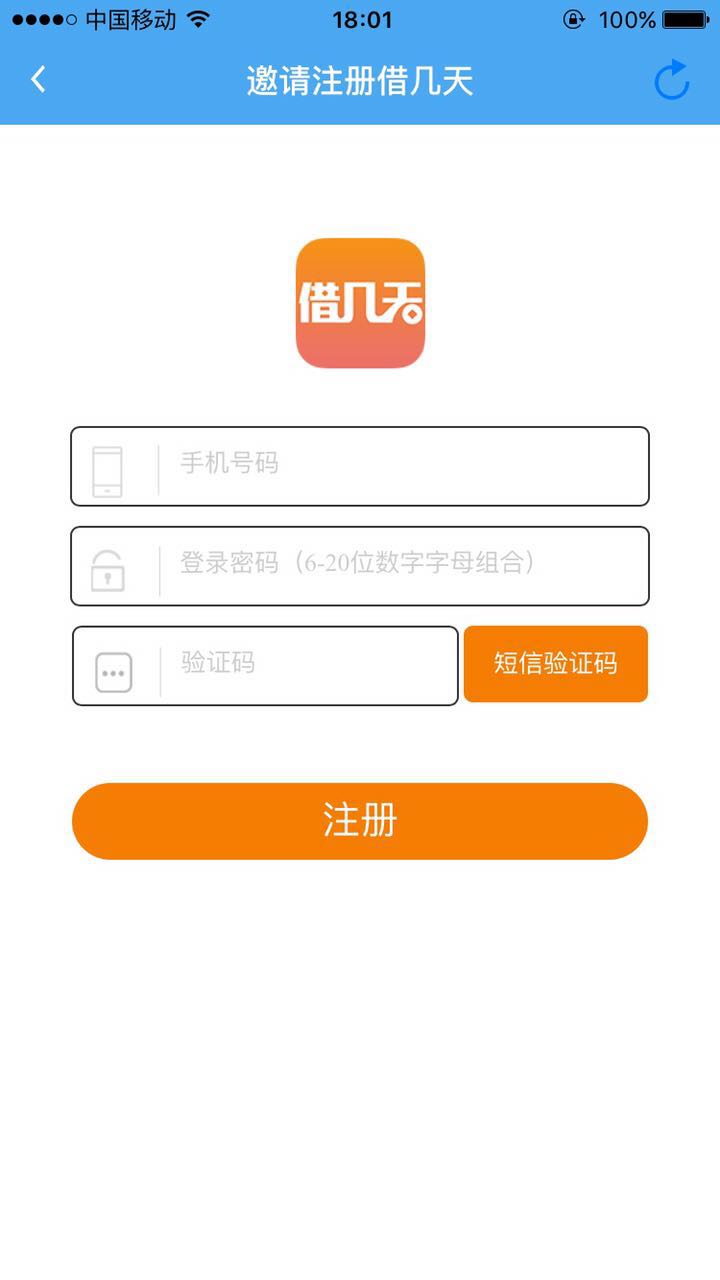 中国移动 18:01 100%
邀请注册借几天
借几天
手机号码
登录密码（6-20位数字字母组合）
验证码 短信验证码
注册